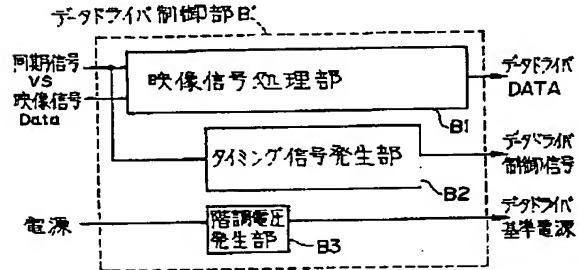 データドライバ制御部B'
同期信号
VS
映像信号
Data
映像信号処理部
B1
データドライバ
DATA
タイミング信号発生部
B2
データドライバ
制御信号
電源
階調電圧
発生部
B3
データドライバ
基準電源